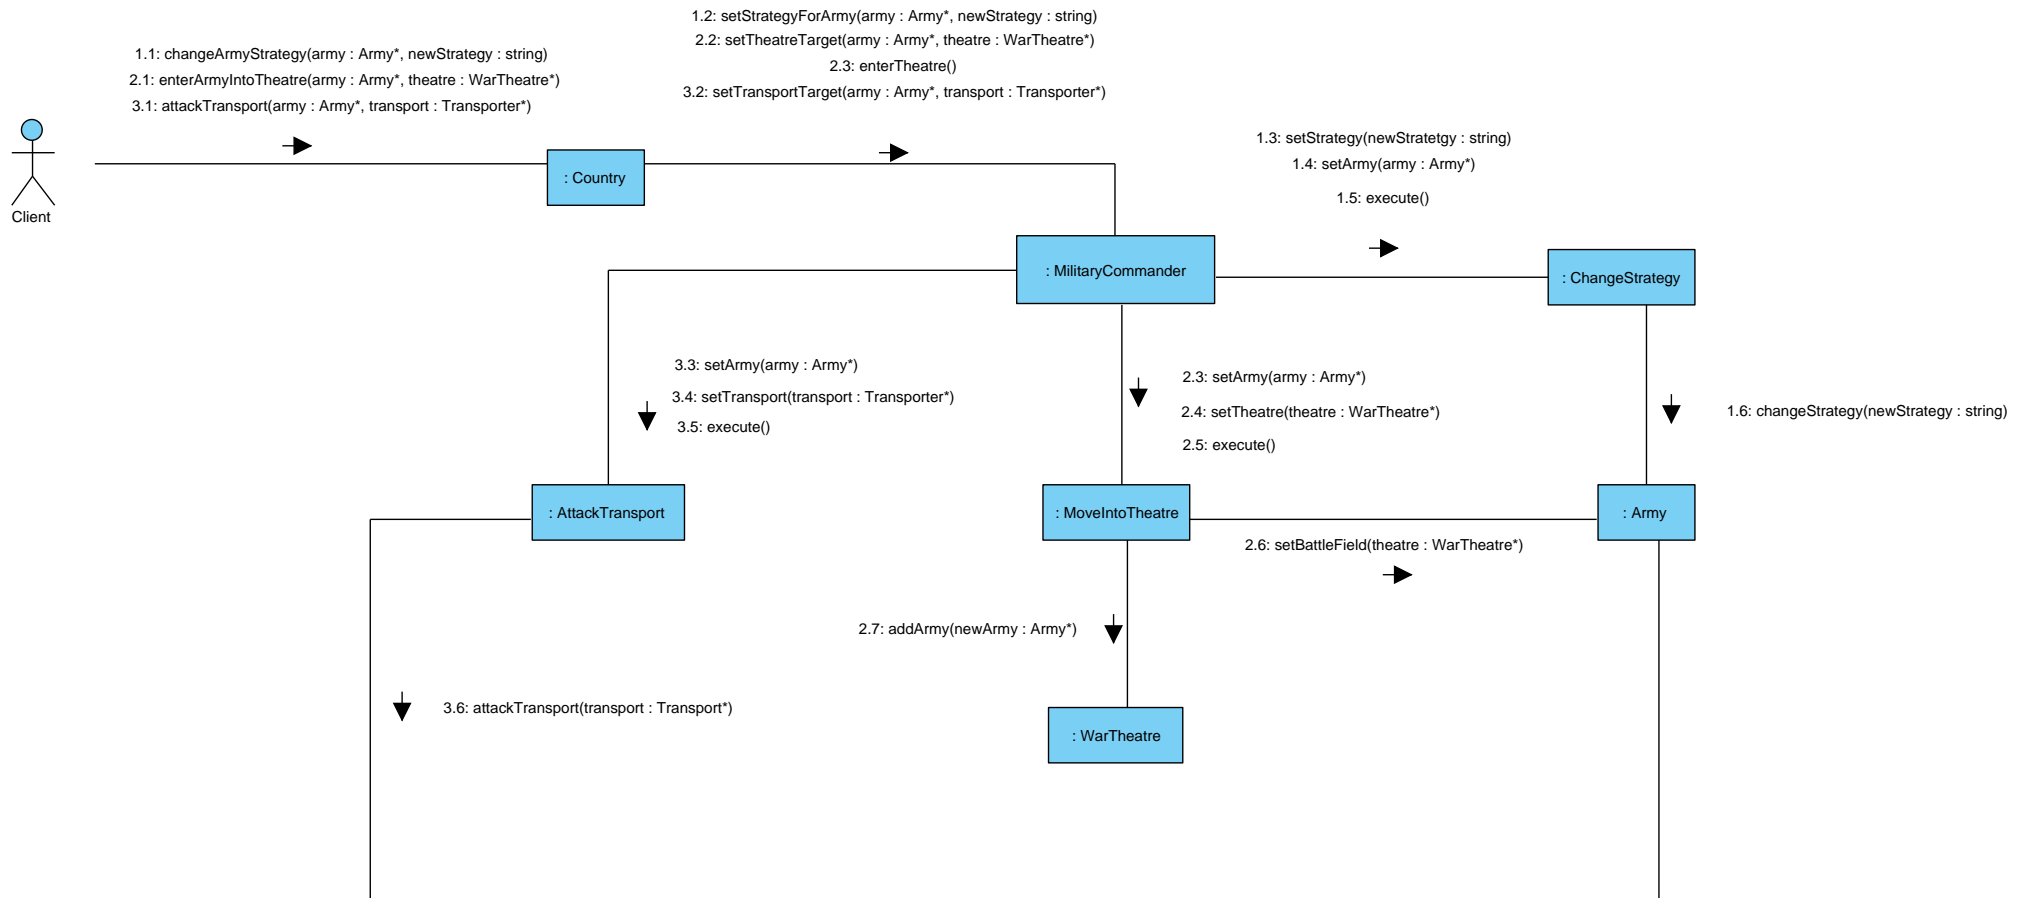 1.2: setStrategyForArmy(army : Army*, newStrategy : string)
2.2: setTheatreTarget(army : Army*, theatre : WarTheatre*)
2.3: enterTheatre()
3.2: setTransportTarget(army : Army*, transport : Transporter*)
1.1: changeArmyStrategy(army : Army*, newStrategy : string)
2.1: enterArmyIntoTheatre(army : Army*, theatre : WarTheatre*)
3.1: attackTransport(army : Army*, transport : Transporter*)
Client
: Country
1.3: setStrategy(newStratetgy : string)
1.4: setArmy(army : Army*)
1.5: execute()
: MilitaryCommander
: ChangeStrategy
3.3: setArmy(army : Army*)
3.4: setTransport(transport : Transporter*)
3.5: execute()
2.3: setArmy(army : Army*)
2.4: setTheatre(theatre : WarTheatre*)
2.5: execute()
1.6: changeStrategy(newStrategy : string)
: AttackTransport
: MoveIntoTheatre
: Army
2.6: setBattleField(theatre : WarTheatre*)
2.7: addArmy(newArmy : Army*)
3.6: attackTransport(transport : Transport*)
: WarTheatre